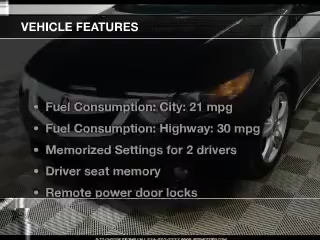 VEHICLE FEATURES
• Fuel Consumption: City: 21 mpg
• Fuel Consumption: Highway: 30 mpg
• Memorized Settings for 2 drivers
• Driver seat memory
• Remote power door locks